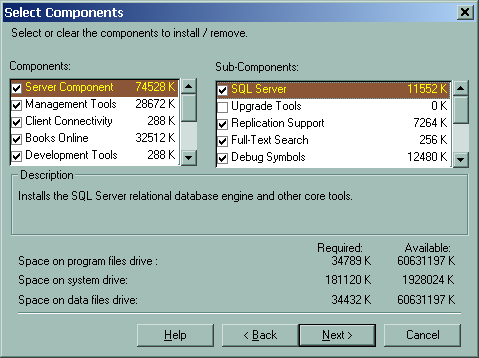 Select Components
Select or clear the components to install / remove.
Components:
Sub-Components:
Server Component 74528 K
SQL Server 11552 K
Management Tools 28672 K
Upgrade Tools 0 K
Client Connectivity 288 K
Replication Support 7264 K
Books Online 32512 K
Full-Text Search 256 K
Development Tools 288 K
Debug Symbols 12480 K
Description
Installs the SQL Server relational database engine and other core tools.
Required: Available:
Space on program files drive : 34789 K 60631197 K
Space on system drive: 181120 K 1928024 K
Space on data files drive: 34432 K 60631197 K
Help < Back Next > Cancel